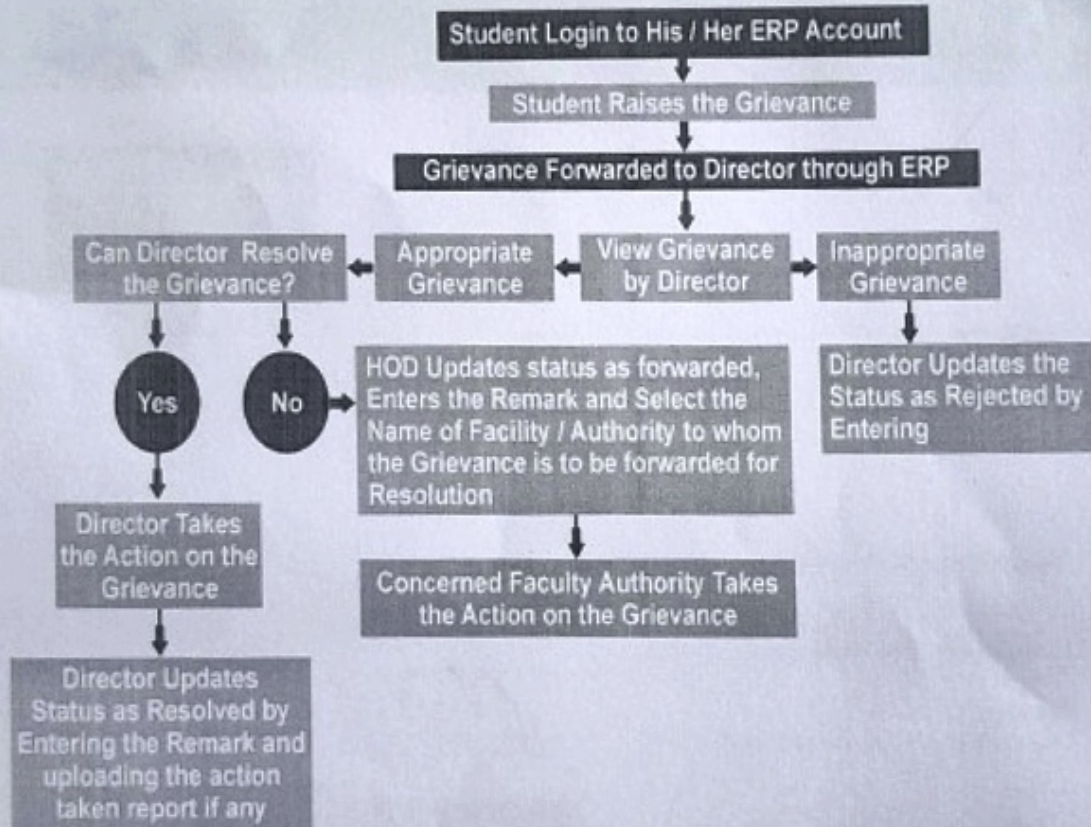 Student Login to His / Her ERP Account
Student Raises the Grievance
Grievance Forwarded to Director through ERP
Can Director Resolve
the Grievance?
Appropriate
Grievance
View Grievance
by Director
Inappropriate
Grievance
Yes
No
HOD Updates status as forwarded,
Enters the Remark and Select the
Name of Facility / Authority to whom
the Grievance is to be forwarded for
Resolution
Director Updates the
Status as Rejected by
Entering
Director Takes
the Action on the
Grievance
Concerned Faculty Authority Takes
the Action on the Grievance
Director Updates
Status as Resolved by
Entering the Remark and
uploading the action
taken report if any